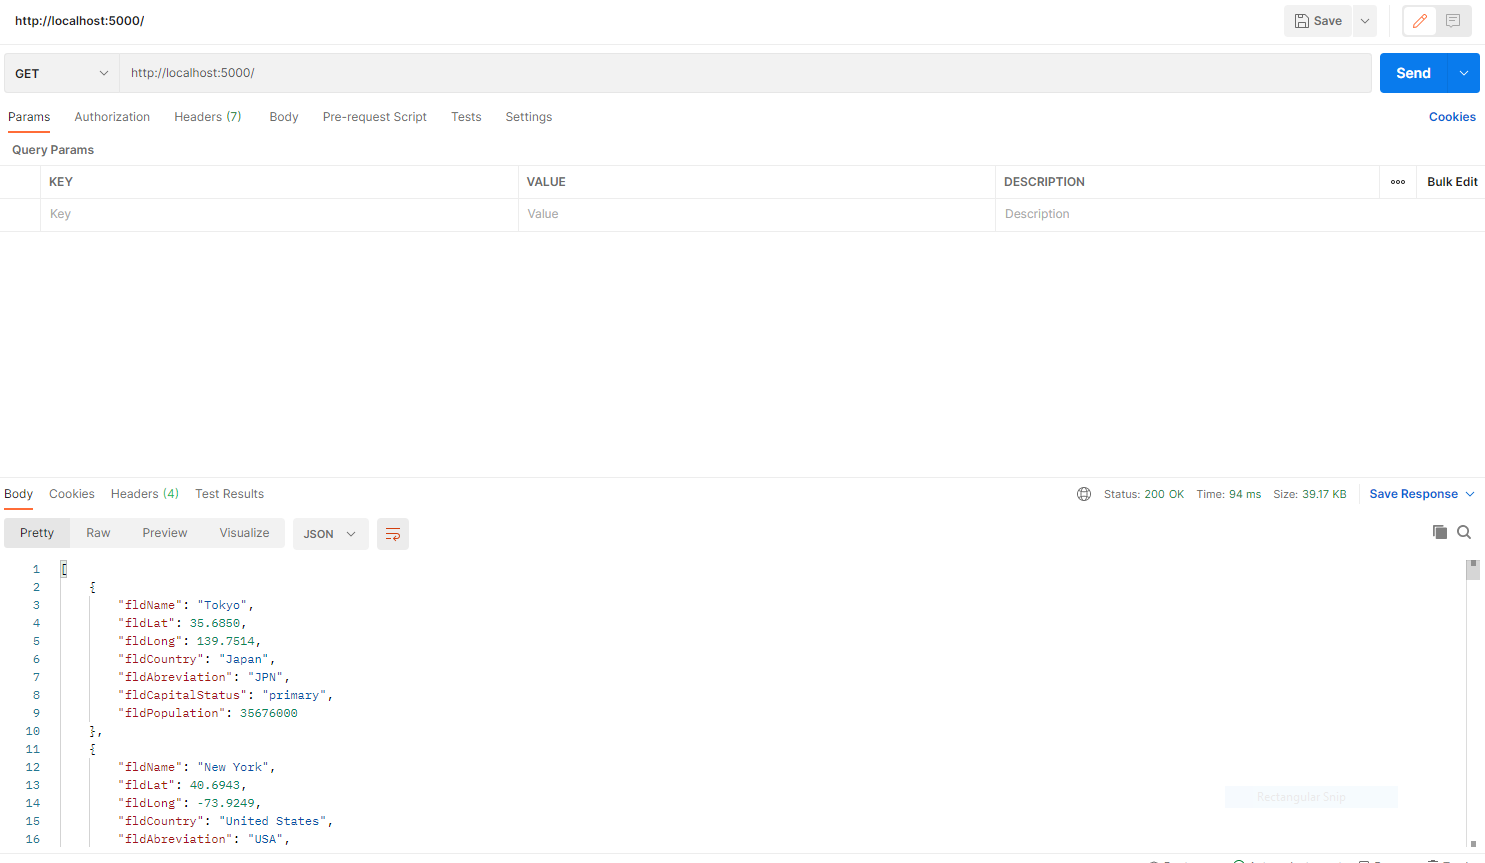 http://localhost:5000/
Save
GET
http://localhost:5000/
Send
Params Authorization Headers (7) Body Pre-request Script Tests Settings Cookies
Query Params
KEY VALUE DESCRIPTION Bulk Edit
Key Value Description
Body Cookies Headers (4) Test Results Status: 200 OK Time: 94 ms Size: 39.17 KB Save Response
Pretty Raw Preview Visualize JSON
1 [
2 {
3 "fldName": "Tokyo",
4 "fldLat": 35.6850,
5 "fldLong": 139.7514,
6 "fldCountry": "Japan",
7 "fldAbreviation": "JPN",
8 "fldCapitalStatus": "primary",
9 "fldPopulation": 35676000
10 },
11 {
12 "fldName": "New York",
13 "fldLat": 40.6943,
14 "fldLong": -73.9249,
15 "fldCountry": "United States",
16 "fldAbreviation": "USA",
Rectangular Snip